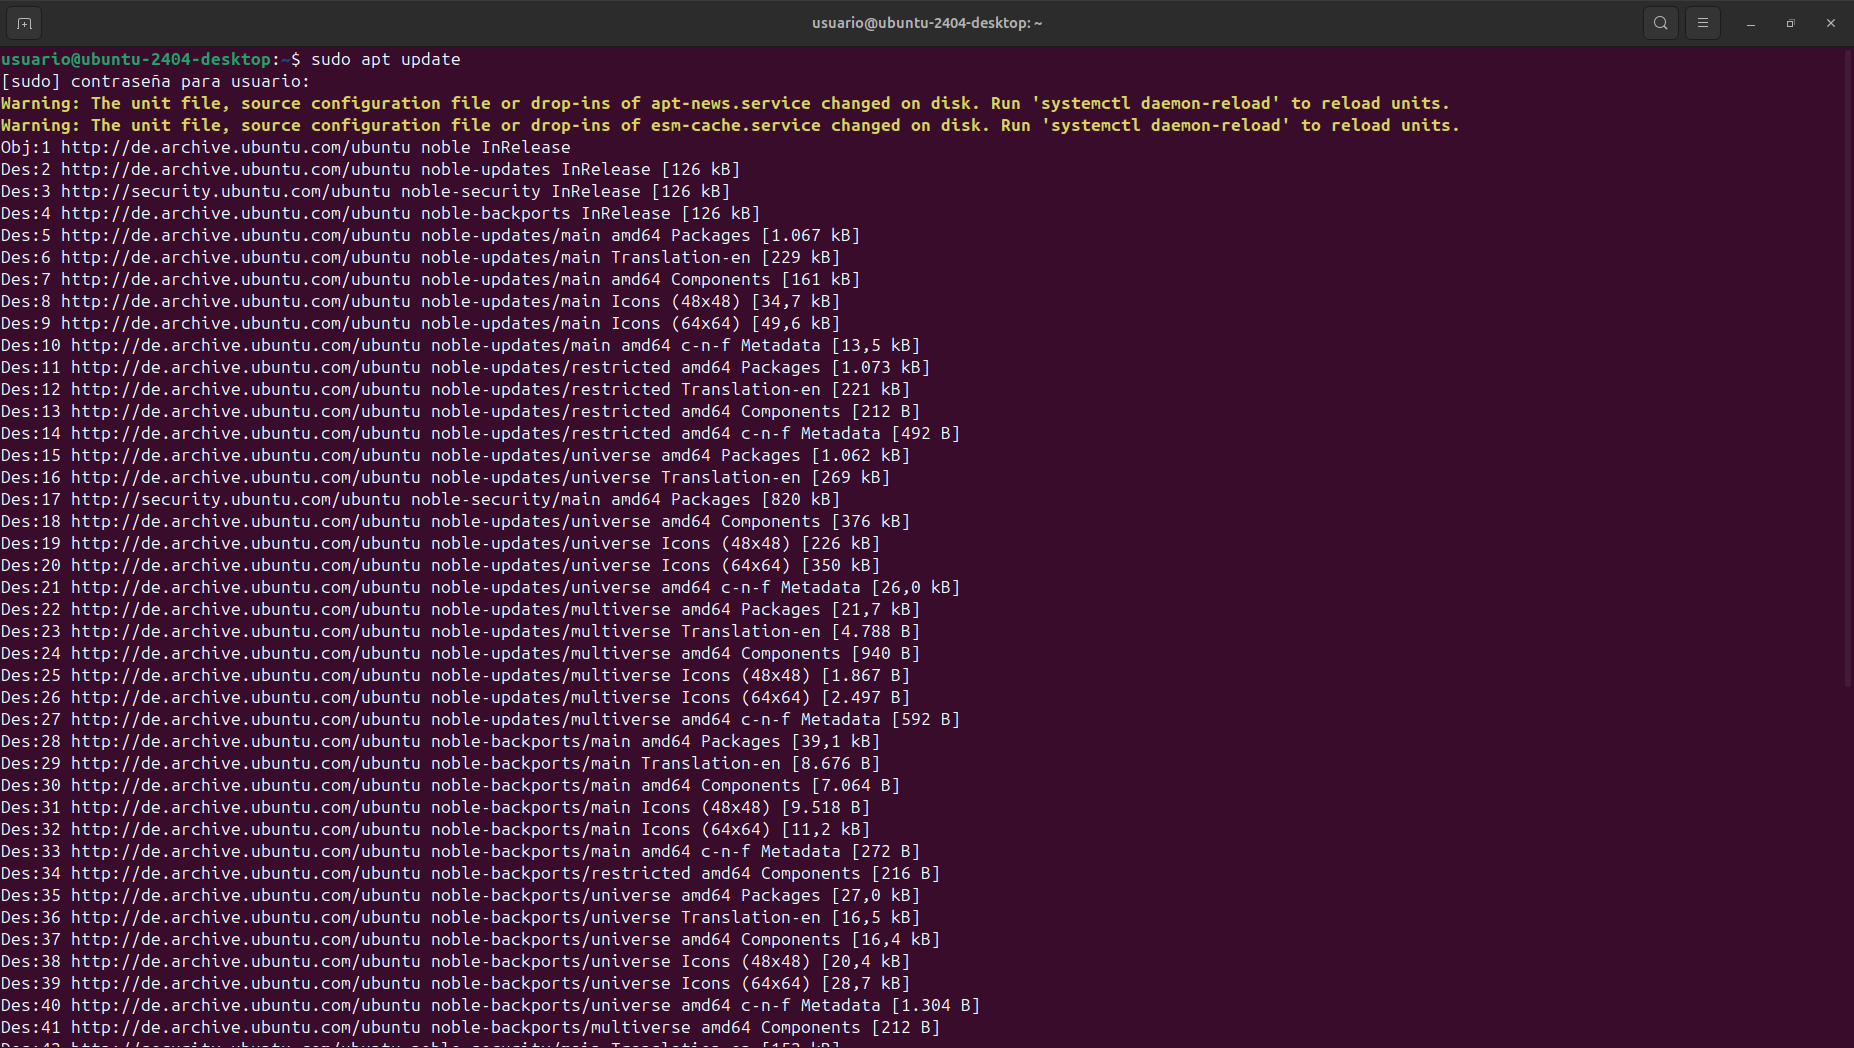 usuario@ubuntu-2404-desktop: ~
usuario@ubuntu-2404-desktop:~$ sudo apt update
[sudo] contraseña para usuario:
Warning: The unit file, source configuration file or drop-ins of apt-news.service changed on disk. Run 'systemctl daemon-reload' to reload units.
Warning: The unit file, source configuration file or drop-ins of esm-cache.service changed on disk. Run 'systemctl daemon-reload' to reload units.
Obj:1 http://de.archive.ubuntu.com/ubuntu noble InRelease
Des:2 http://de.archive.ubuntu.com/ubuntu noble-updates InRelease [126 kB]
Des:3 http://security.ubuntu.com/ubuntu noble-security InRelease [126 kB]
Des:4 http://de.archive.ubuntu.com/ubuntu noble-backports InRelease [126 kB]
Des:5 http://de.archive.ubuntu.com/ubuntu noble-updates/main amd64 Packages [1.067 kB]
Des:6 http://de.archive.ubuntu.com/ubuntu noble-updates/main Translation-en [229 kB]
Des:7 http://de.archive.ubuntu.com/ubuntu noble-updates/main amd64 Components [161 kB]
Des:8 http://de.archive.ubuntu.com/ubuntu noble-updates/main Icons (48x48) [34,7 kB]
Des:9 http://de.archive.ubuntu.com/ubuntu noble-updates/main Icons (64x64) [49,6 kB]
Des:10 http://de.archive.ubuntu.com/ubuntu noble-updates/main amd64 c-n-f Metadata [13,5 kB]
Des:11 http://de.archive.ubuntu.com/ubuntu noble-updates/restricted amd64 Packages [1.073 kB]
Des:12 http://de.archive.ubuntu.com/ubuntu noble-updates/restricted Translation-en [221 kB]
Des:13 http://de.archive.ubuntu.com/ubuntu noble-updates/restricted amd64 Components [212 B]
Des:14 http://de.archive.ubuntu.com/ubuntu noble-updates/restricted amd64 c-n-f Metadata [492 B]
Des:15 http://de.archive.ubuntu.com/ubuntu noble-updates/universe amd64 Packages [1.062 kB]
Des:16 http://de.archive.ubuntu.com/ubuntu noble-updates/universe Translation-en [269 kB]
Des:17 http://security.ubuntu.com/ubuntu noble-security/main amd64 Packages [820 kB]
Des:18 http://de.archive.ubuntu.com/ubuntu noble-updates/universe amd64 Components [376 kB]
Des:19 http://de.archive.ubuntu.com/ubuntu noble-updates/universe Icons (48x48) [226 kB]
Des:20 http://de.archive.ubuntu.com/ubuntu noble-updates/universe Icons (64x64) [350 kB]
Des:21 http://de.archive.ubuntu.com/ubuntu noble-updates/universe amd64 c-n-f Metadata [26,0 kB]
Des:22 http://de.archive.ubuntu.com/ubuntu noble-updates/multiverse amd64 Packages [21,7 kB]
Des:23 http://de.archive.ubuntu.com/ubuntu noble-updates/multiverse Translation-en [4.788 B]
Des:24 http://de.archive.ubuntu.com/ubuntu noble-updates/multiverse amd64 Components [940 B]
Des:25 http://de.archive.ubuntu.com/ubuntu noble-updates/multiverse Icons (48x48) [1.867 B]
Des:26 http://de.archive.ubuntu.com/ubuntu noble-updates/multiverse Icons (64x64) [2.497 B]
Des:27 http://de.archive.ubuntu.com/ubuntu noble-updates/multiverse amd64 c-n-f Metadata [592 B]
Des:28 http://de.archive.ubuntu.com/ubuntu noble-backports/main amd64 Packages [39,1 kB]
Des:29 http://de.archive.ubuntu.com/ubuntu noble-backports/main Translation-en [8.676 B]
Des:30 http://de.archive.ubuntu.com/ubuntu noble-backports/main amd64 Components [7.064 B]
Des:31 http://de.archive.ubuntu.com/ubuntu noble-backports/main Icons (48x48) [9.518 B]
Des:32 http://de.archive.ubuntu.com/ubuntu noble-backports/main Icons (64x64) [11,2 kB]
Des:33 http://de.archive.ubuntu.com/ubuntu noble-backports/main amd64 c-n-f Metadata [272 B]
Des:34 http://de.archive.ubuntu.com/ubuntu noble-backports/restricted amd64 Components [216 B]
Des:35 http://de.archive.ubuntu.com/ubuntu noble-backports/universe amd64 Packages [27,0 kB]
Des:36 http://de.archive.ubuntu.com/ubuntu noble-backports/universe Translation-en [16,5 kB]
Des:37 http://de.archive.ubuntu.com/ubuntu noble-backports/universe amd64 Components [16,4 kB]
Des:38 http://de.archive.ubuntu.com/ubuntu noble-backports/universe Icons (48x48) [20,4 kB]
Des:39 http://de.archive.ubuntu.com/ubuntu noble-backports/universe Icons (64x64) [28,7 kB]
Des:40 http://de.archive.ubuntu.com/ubuntu noble-backports/universe amd64 c-n-f Metadata [1.304 B]
Des:41 http://de.archive.ubuntu.com/ubuntu noble-backports/multiverse amd64 Components [212 B]